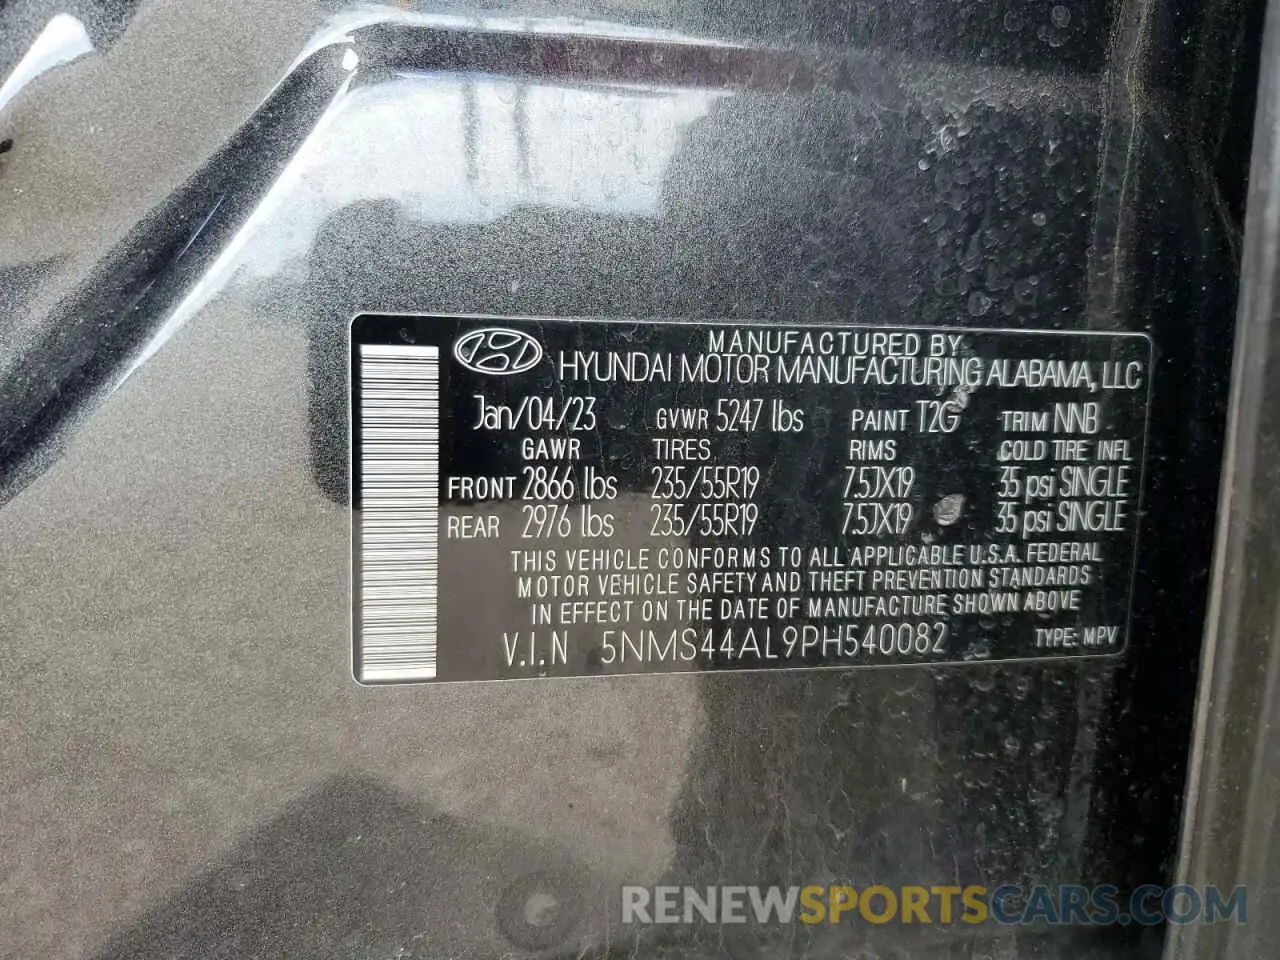 MANUFACTURED BY
HYUNDAI MOTOR MANUFACTURING ALABAMA, LLC
Jan/04/23 GVWR 5247 lbs PAINT T2G TRIM NNB
GAWR TIRES RIMS COLD TIRE INFL
FRONT 2866 lbs 235/55R19 7.5JX19 35 psi SINGLE
REAR 2976 lbs 235/55R19 7.5JX19 35 psi SINGLE
THIS VEHICLE CONFORMS TO ALL APPLICABLE U.S.A. FEDERAL
MOTOR VEHICLE SAFETY AND THEFT PREVENTION STANDARDS
IN EFFECT ON THE DATE OF MANUFACTURE SHOWN ABOVE
V.I.N 5NMS44AL9PH540082 TYPE: MPV
RENEWSPORTSCARS.COM